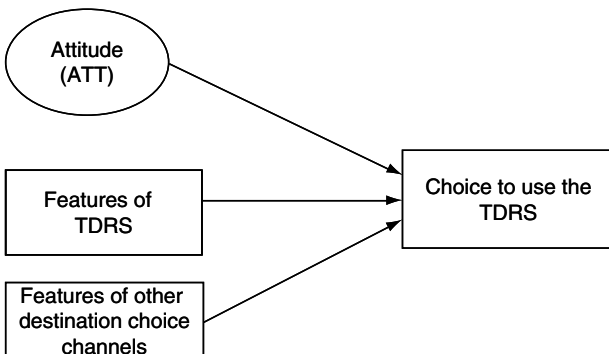 Attitude
(ATT)
Features of
TDRS
Choice to use the
TDRS
Features of other
destination choice
channels